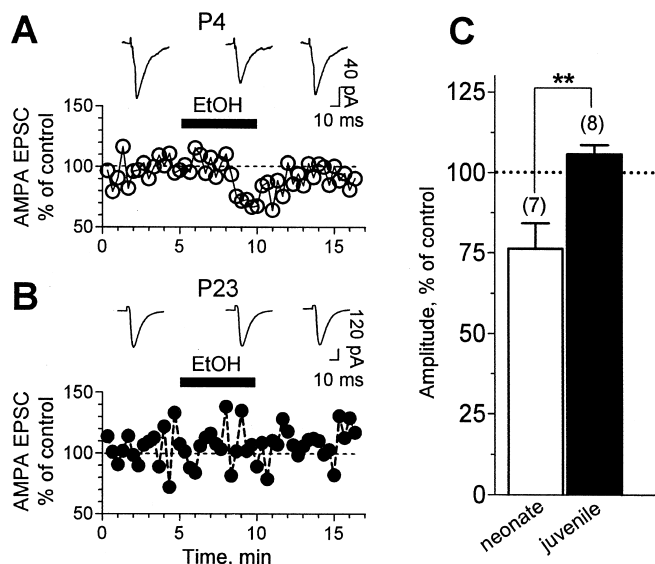 A
P4
40 pA
10 ms
EtOH
AMPA EPSC
% of control
150
100
50
0
5
10
15
B
P23
120 pA
10 ms
EtOH
AMPA EPSC
% of control
150
100
50
0
5
10
15
Time, min
C
Amplitude, % of control
125
100
75
50
25
0
**
(7)
(8)
neonate
juvenile